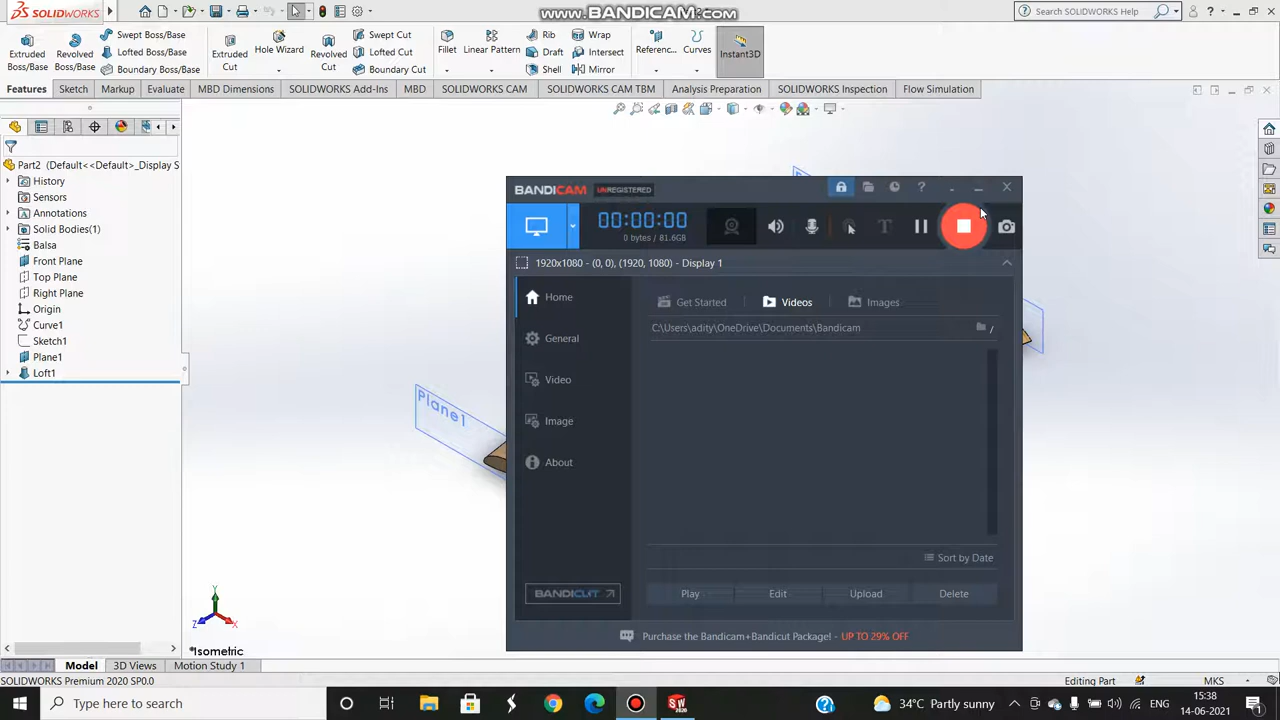 SOLIDWORKS
www.BANDICAM.com
Search SOLIDWORKS Help
Extruded Boss/Base
Revolved Boss/Base
Swept Boss/Base
Lofted Boss/Base
Boundary Boss/Base
Extruded Cut
Hole Wizard
Revolved Cut
Swept Cut
Lofted Cut
Boundary Cut
Fillet
Linear Pattern
Rib
Draft
Shell
Wrap
Intersect
Mirror
Referenc...
Curves
Instant3D
Features Sketch Markup Evaluate MBD Dimensions SOLIDWORKS Add-Ins MBD SOLIDWORKS CAM SOLIDWORKS CAM TBM Analysis Preparation SOLIDWORKS Inspection Flow Simulation
Part2 (Default<<Default>_Display S
History
Sensors
Annotations
Solid Bodies(1)
Balsa
Front Plane
Top Plane
Right Plane
Origin
Curve1
Sketch1
Plane1
Loft1
Plane1
BANDICAM UNREGISTERED
00:00:00
0 bytes / 81.6GB
1920x1080 - (0, 0), (1920, 1080) - Display 1
Home
General
Video
Image
About
Get Started Videos Images
C:\Users\adity\OneDrive\Documents\Bandicam
/
Sort by Date
Play Edit Upload Delete
BANDICUT
Purchase the Bandicam+Bandicut Package! - UP TO 29% OFF
Y
Z
X
*Isometric
Model 3D Views Motion Study 1
SOLIDWORKS Premium 2020 SP0.0
Editing Part MKS
Type here to search
34°C Partly sunny
ENG
15:38
14-06-2021